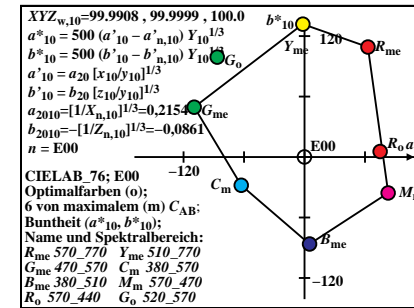 XYZw,10=99.9908 , 99.9999 , 100.0
a*10 = 500 (a'10 – a'n,10) Y10^1/3
b*10 = 500 (b'10 – b'n,10) Y10^1/3
a'10 = a20 [x10/y10]^1/3
b'10 = b20 [z10/y10]^1/3
a2010=[1/Xn,10]^1/3=0,2154
b2010=–[1/Zn,10]^1/3=–0,0861
n = E00
CIELAB_76; E00
Optimalfarben (o);
6 von maximalem (m) CAB;
Buntheit (a*10, b*10);
Name und Spektralbereich:
Rme 570_770 Yme 510_770
Gme 470_570 Cm 380_570
Bme 380_510 Mm 570_470
Ro 570_440 Go 520_570
b*10
Yme
120
Rme
Go
Gme
E00
Ro
–120
Cm
Bme
–120